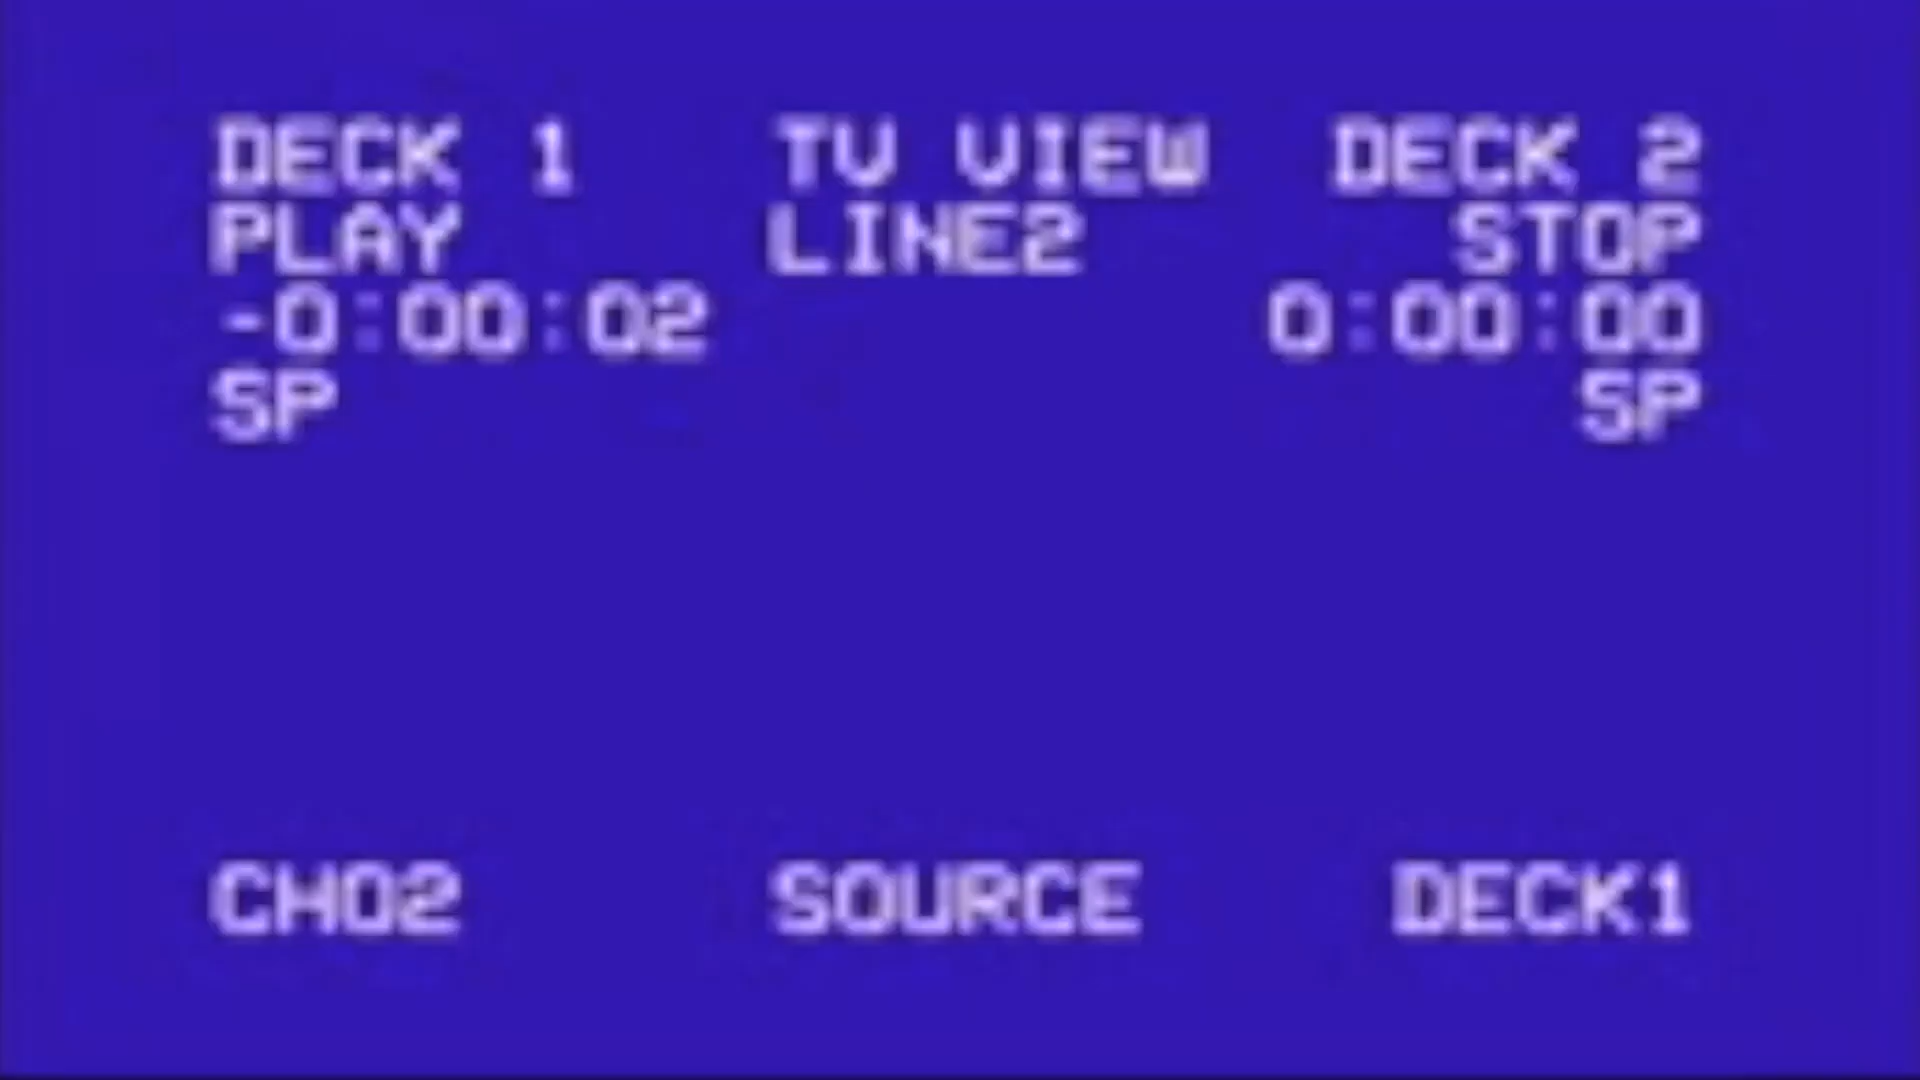 DECK 1 TV VIEW DECK 2
PLAY LINE2 STOP
-0:00:02 0:00:00
SP SP
CH02 SOURCE DECK1